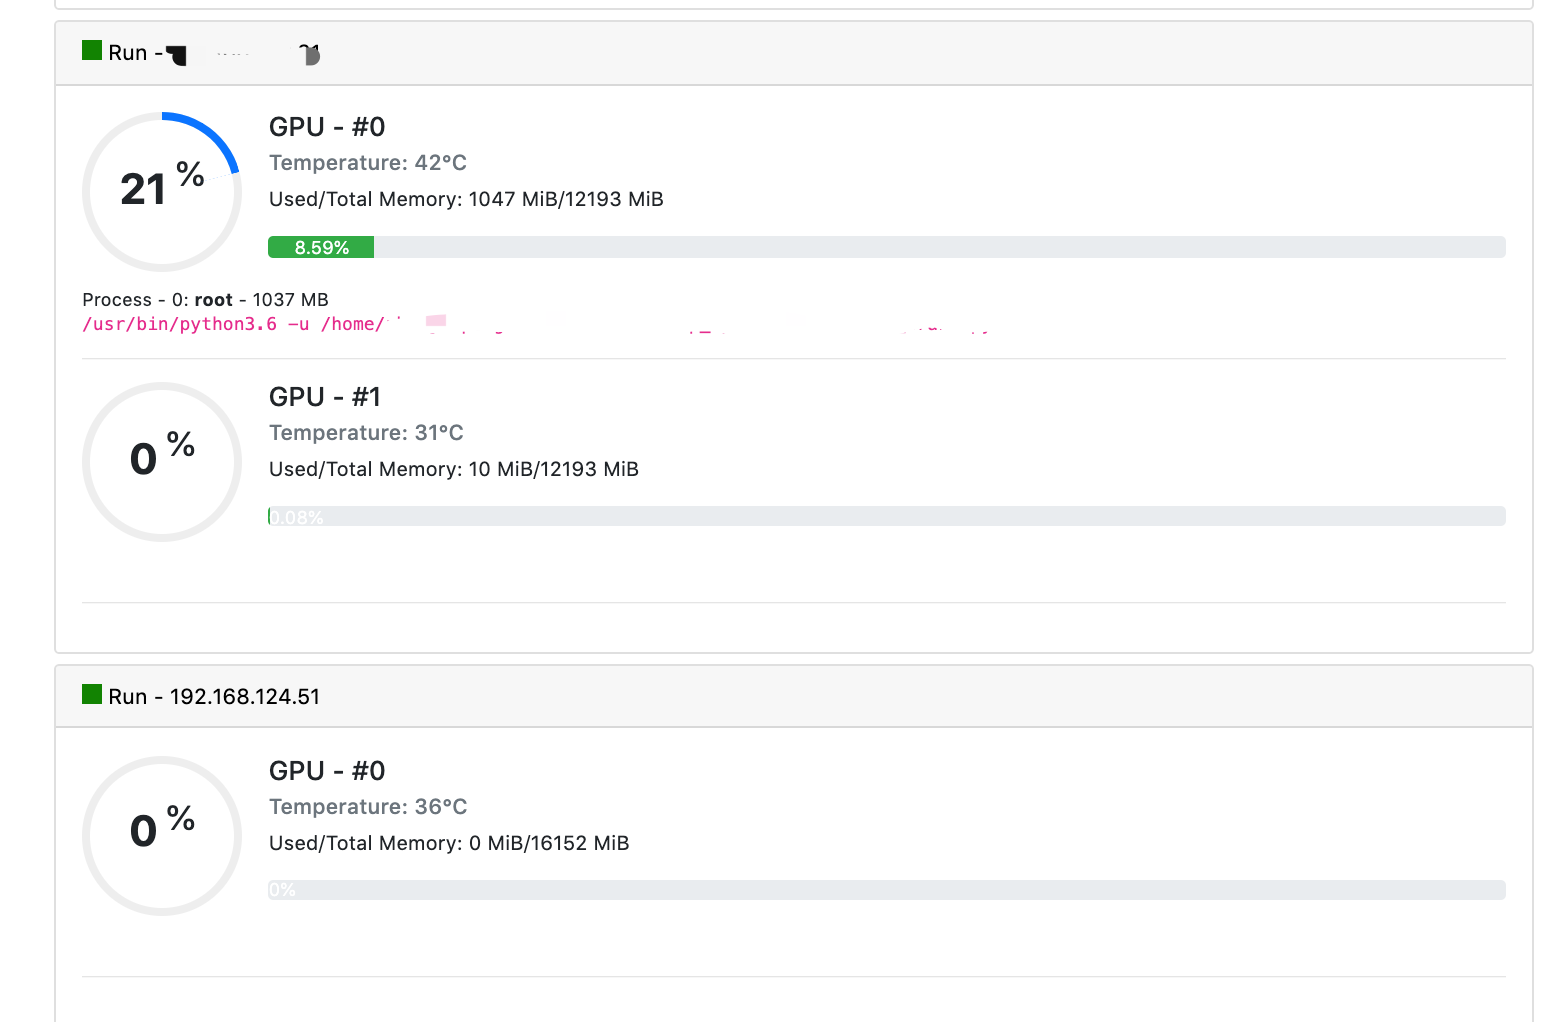 Run -
21 %
GPU - #0
Temperature: 42°C
Used/Total Memory: 1047 MiB/12193 MiB
8.59%
Process - 0: root - 1037 MB
/usr/bin/python3.6 -u /home/
0 %
GPU - #1
Temperature: 31°C
Used/Total Memory: 10 MiB/12193 MiB
0.08%
Run - 192.168.124.51
0 %
GPU - #0
Temperature: 36°C
Used/Total Memory: 0 MiB/16152 MiB
0%